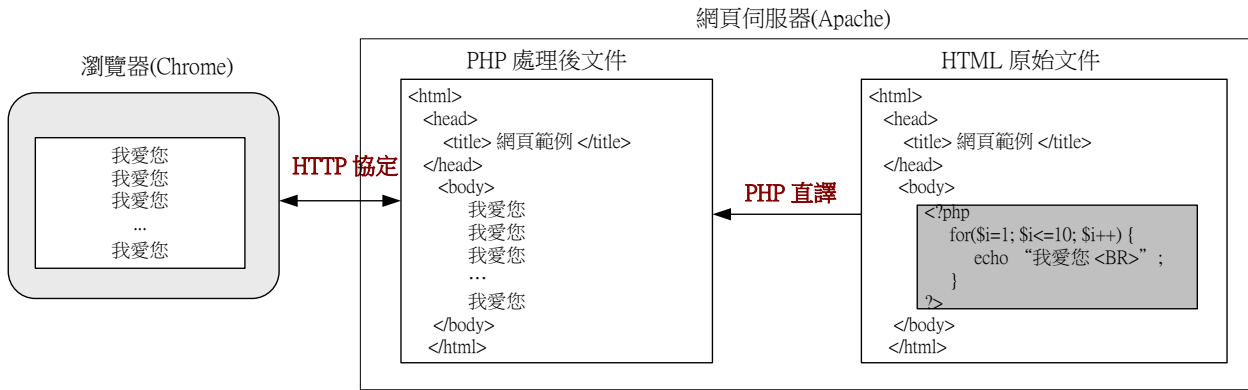 網頁伺服器(Apache)
瀏覽器(Chrome)
我愛您
我愛您
我愛您
...
我愛您
HTTP 協定
PHP 處理後文件
<html>
<head>
<title> 網頁範例 </title>
</head>
<body>
我愛您
我愛您
我愛您
…
我愛您
</body>
</html>
PHP 直譯
HTML 原始文件
<html>
<head>
<title> 網頁範例 </title>
</head>
<body>
<?php
for($i=1; $i<=10; $i++) {
echo “我愛您 <BR>” ;
}
?>
</body>
</html>